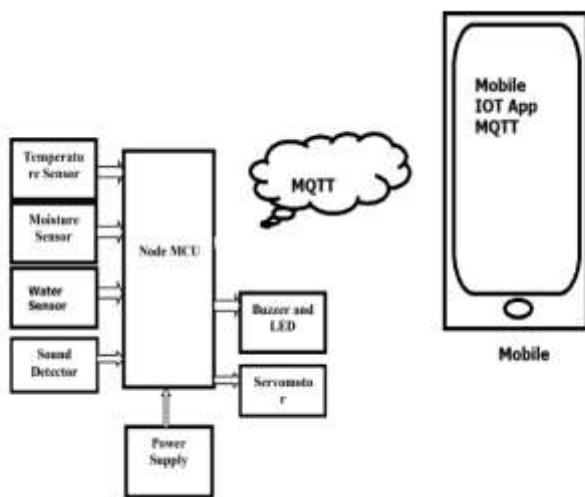 Mobile
IOT App
MQTT
Temperatu
re Sensor
MQTT
Moisture
Sensor
Node MCU
Water
Sensor
Buzzer and
LED
Sound
Detector
Servomoto
r
Mobile
Power
Supply